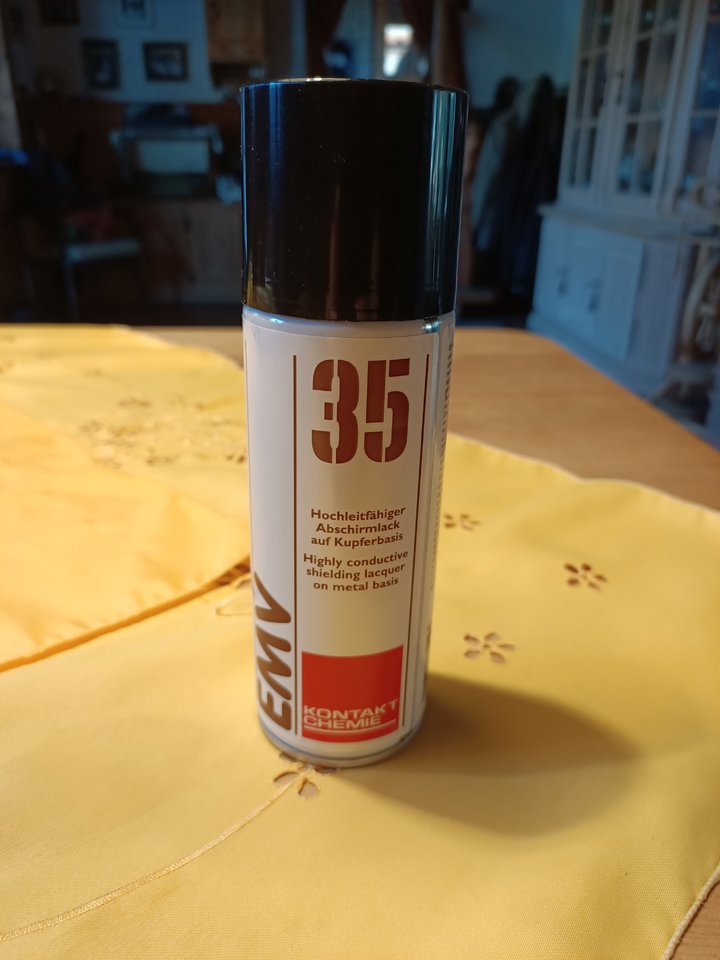 35
Hochleitfähiger
Abschirmlack
auf Kupferbasis
Highly conductive
shielding lacquer
on metal basis
EMV
KONTAKT
CHEMIE